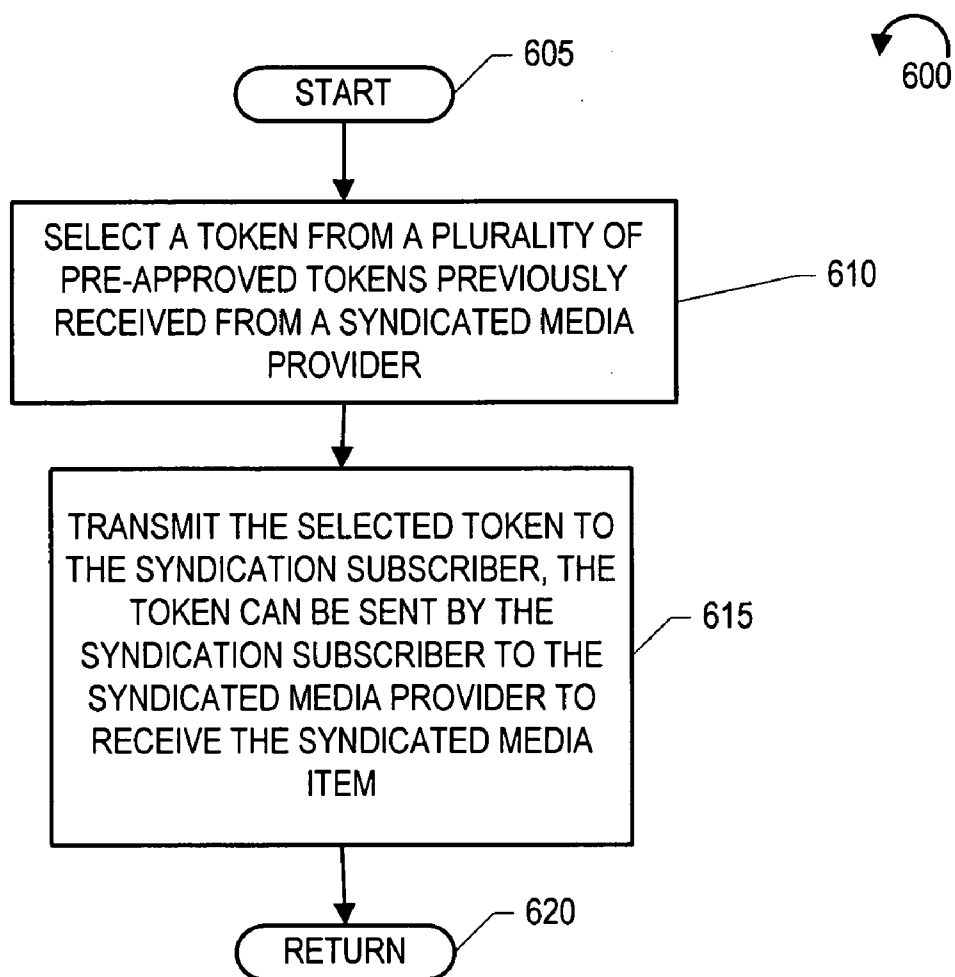 605
600
START
SELECT A TOKEN FROM A PLURALITY OF
PRE-APPROVED TOKENS PREVIOUSLY
RECEIVED FROM A SYNDICATED MEDIA
PROVIDER
610
TRANSMIT THE SELECTED TOKEN TO
THE SYNDICATION SUBSCRIBER, THE
TOKEN CAN BE SENT BY THE
SYNDICATION SUBSCRIBER TO THE
SYNDICATED MEDIA PROVIDER TO
RECEIVE THE SYNDICATED MEDIA
ITEM
615
620
RETURN